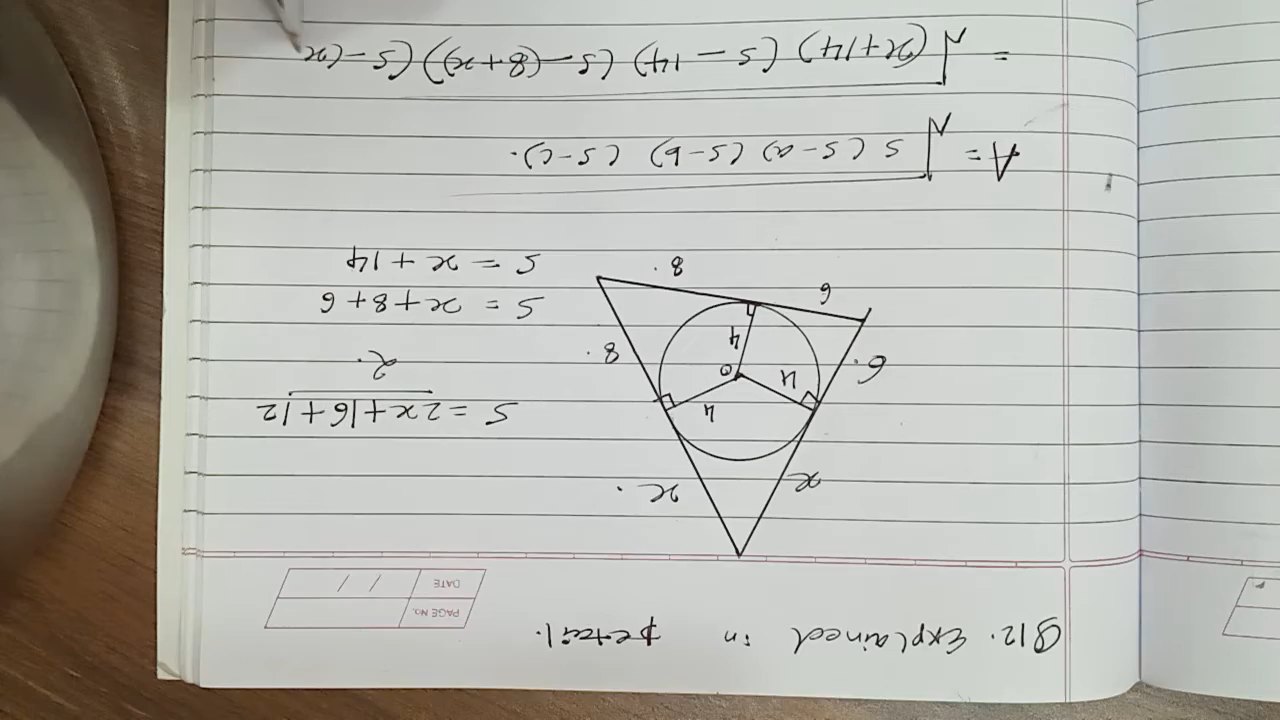 Q12. Explained in Detail.
PAGE NO.
DATE / /
x x.
4 4
O
6. 4 8.
6 8.
S = 2x+16+12
2.
S = x+8+6
S = x+14
A = √s(s-a)(s-b)(s-c).
= √(x+14)(s-14)(s-(8+x))(s-(x